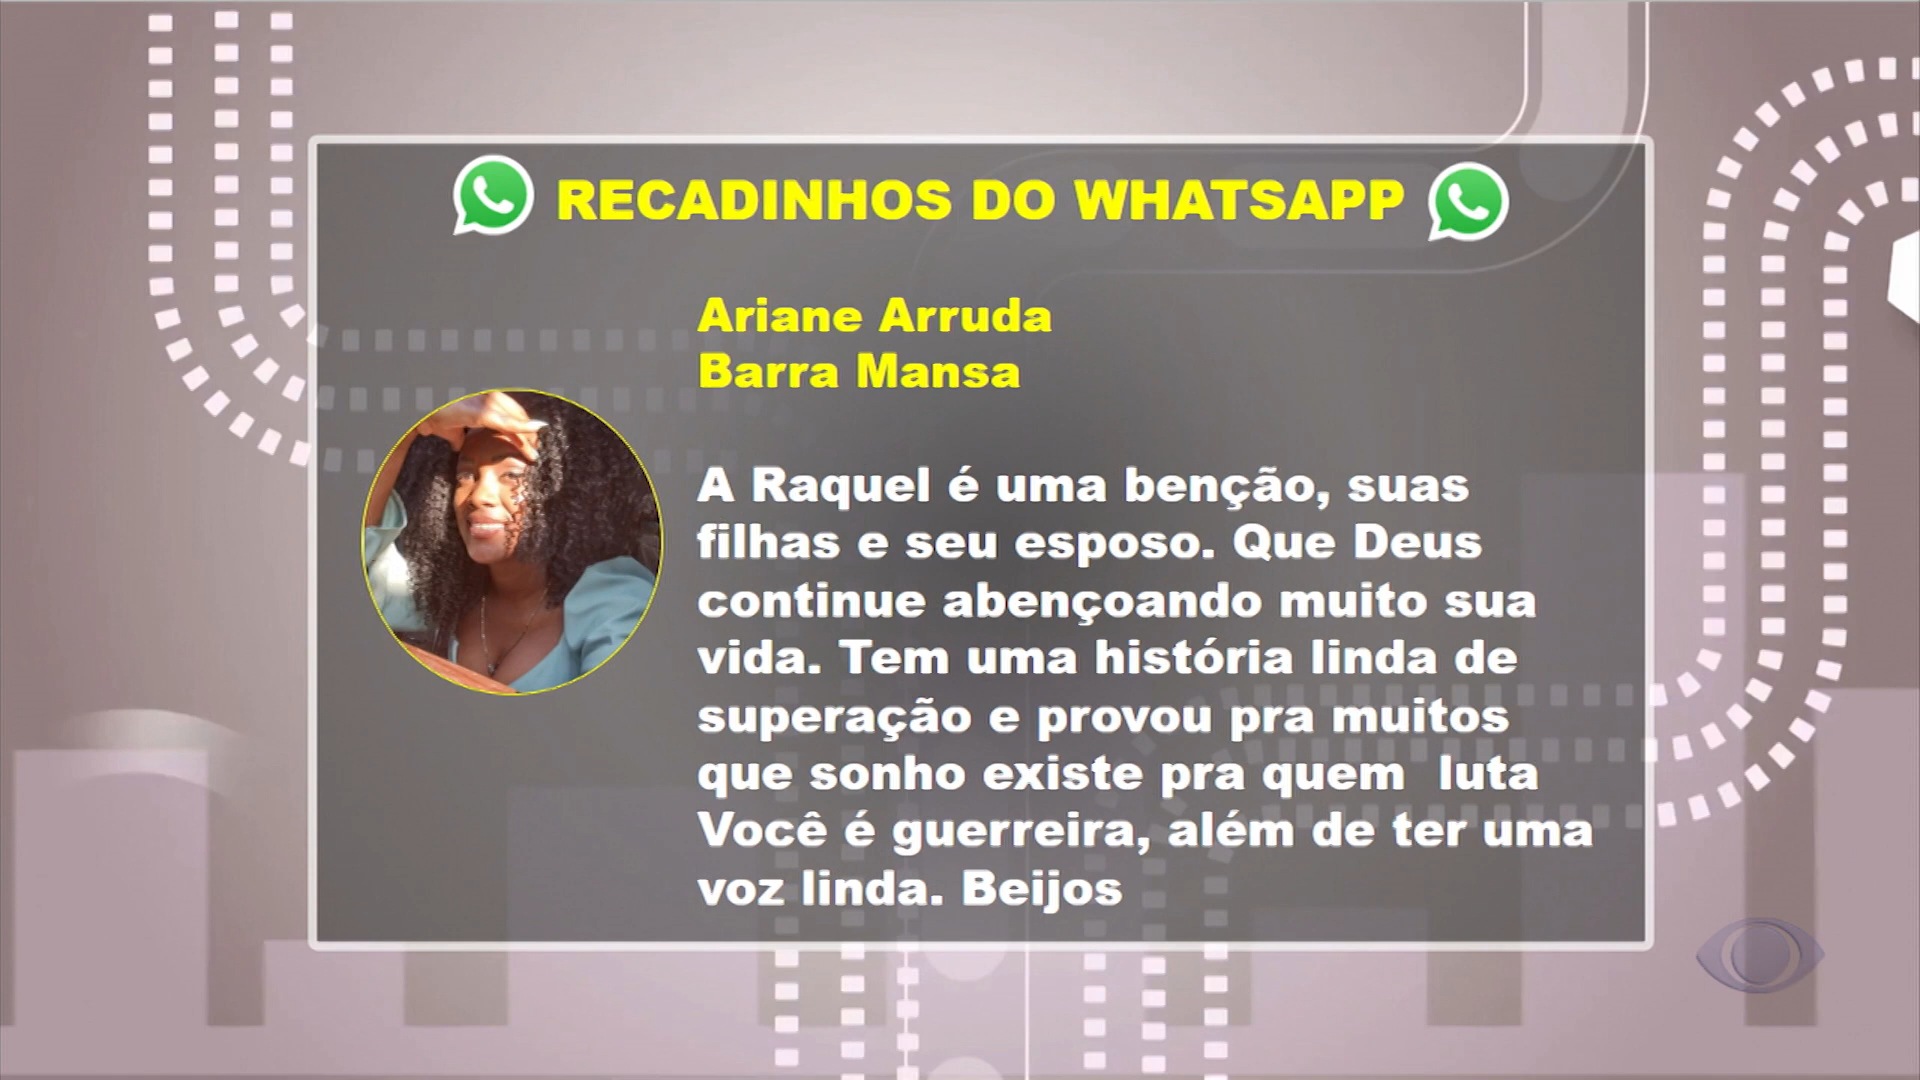 RECADINHOS DO WHATSAPP
Ariane Arruda
Barra Mansa
A Raquel é uma benção, suas
filhas e seu esposo. Que Deus
continue abençoando muito sua
vida. Tem uma história linda de
superação e provou pra muitos
que sonho existe pra quem  luta
Você é guerreira, além de ter uma
voz linda. Beijos